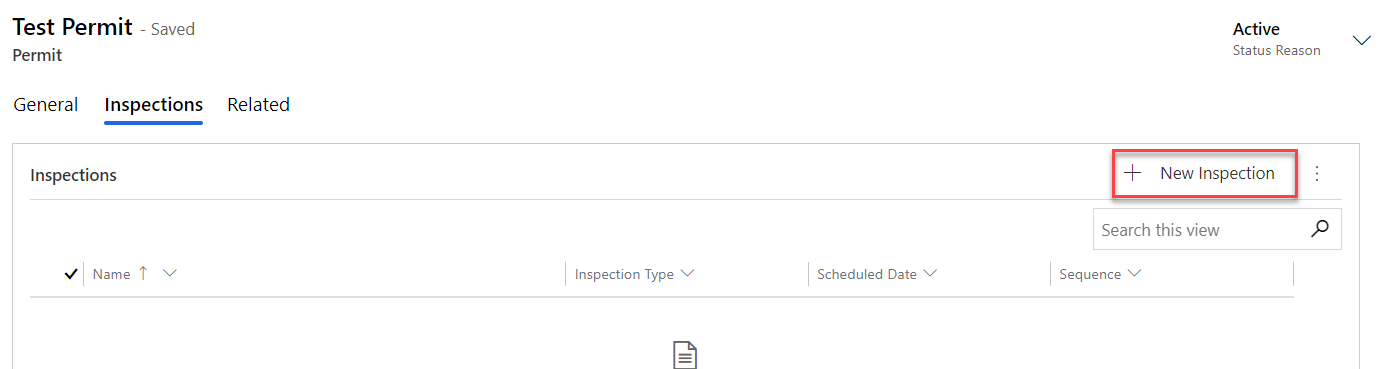 Test Permit - Saved
Permit
Active
Status Reason
General Inspections Related
Inspections
New Inspection
Search this view
Name Inspection Type Scheduled Date Sequence